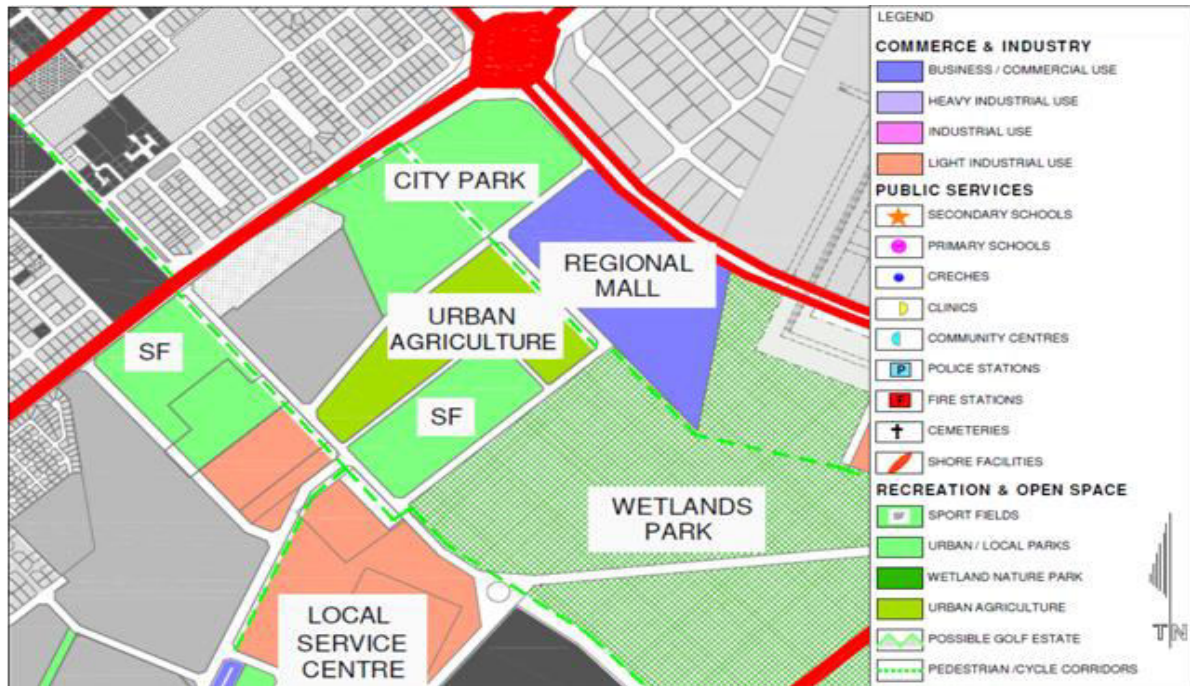 CITY PARK
REGIONAL
MALL
URBAN
AGRICULTURE
SF
SF
WETLANDS
PARK
LOCAL
SERVICE
CENTRE
LEGEND
COMMERCE & INDUSTRY
BUSINESS / COMMERCIAL USE
HEAVY INDUSTRIAL USE
INDUSTRIAL USE
LIGHT INDUSTRIAL USE
PUBLIC SERVICES
SECONDARY SCHOOLS
PRIMARY SCHOOLS
CRECHES
CLINICS
COMMUNITY CENTRES
P POLICE STATIONS
F FIRE STATIONS
CEMETERIES
SHORE FACILITIES
RECREATION & OPEN SPACE
SF SPORT FIELDS
URBAN / LOCAL PARKS
WETLAND NATURE PARK
URBAN AGRICULTURE
POSSIBLE GOLF ESTATE
PEDESTRIAN /CYCLE CORRIDORS
TN